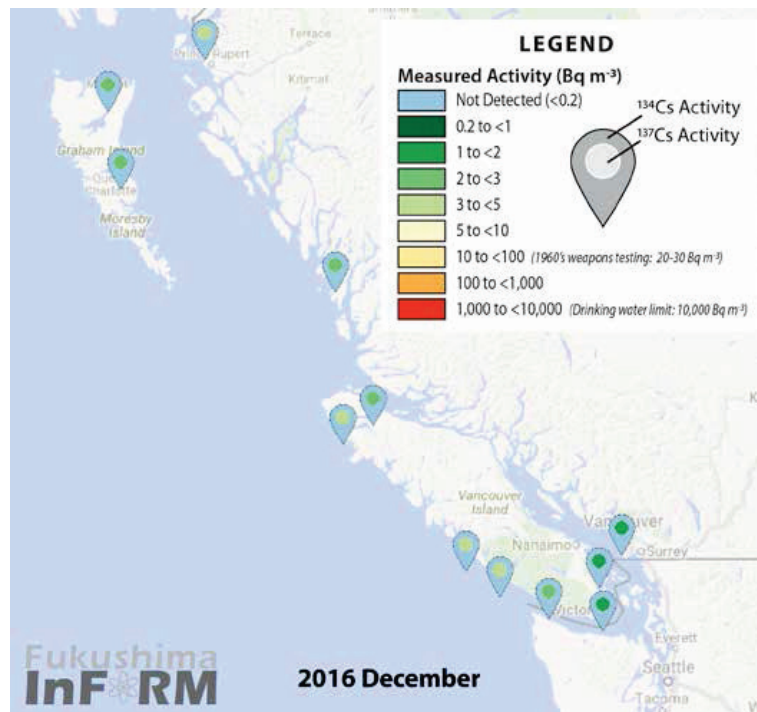 Terrace
Prince Rupert
Kitimat
Graham Island
Queen
Charlotte
Moresby
Island
LEGEND
Measured Activity (Bq m⁻³)
Not Detected (<0.2)
0.2 to <1
1 to <2
2 to <3
3 to <5
5 to <10
10 to <100 (1960's weapons testing: 20-30 Bq m⁻³)
100 to <1,000
1,000 to <10,000 (Drinking water limit: 10,000 Bq m⁻³)
¹³⁴Cs Activity
¹³⁷Cs Activity
Vancouver
Island
Vancouver
Nanaimo
Surrey
Victor
Everett
Seattle
Tacoma
Fukushima
InFORM
2016 December